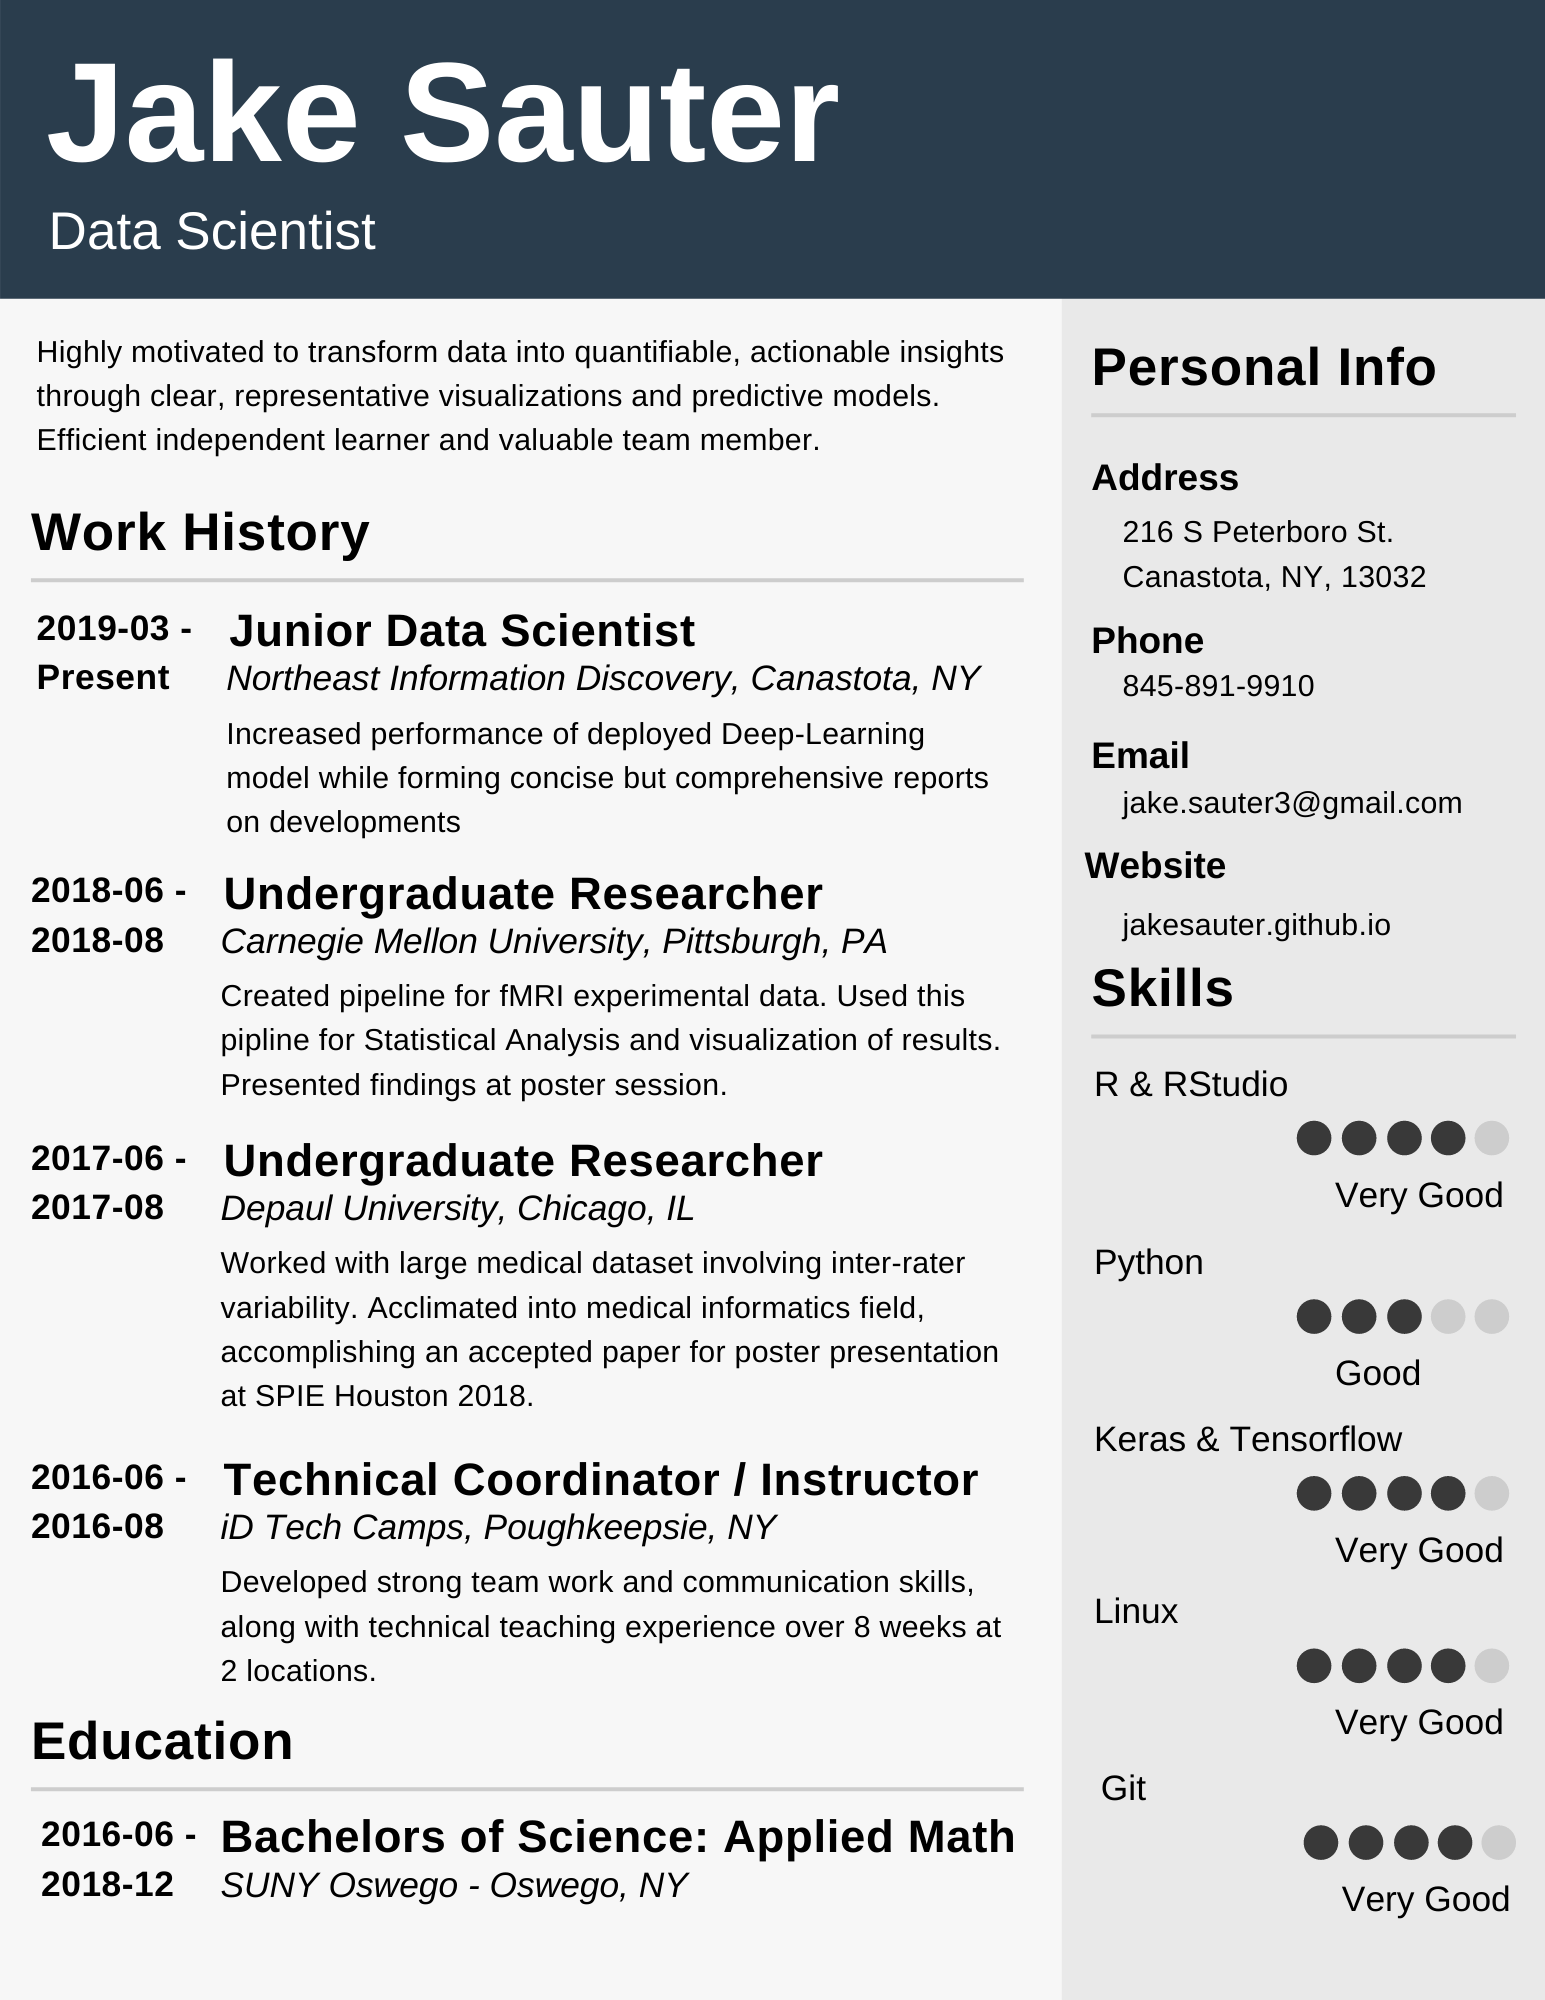 Jake Sauter
Data Scientist
Highly motivated to transform data into quantifiable, actionable insights
through clear, representative visualizations and predictive models.
Efficient independent learner and valuable team member.
Work History
2019-03 -
Present
Junior Data Scientist
Northeast Information Discovery, Canastota, NY
Increased performance of deployed Deep-Learning
model while forming concise but comprehensive reports
on developments
2018-06 -
2018-08
Undergraduate Researcher
Carnegie Mellon University, Pittsburgh, PA
Created pipeline for fMRI experimental data. Used this
pipline for Statistical Analysis and visualization of results.
Presented findings at poster session.
2017-06 -
2017-08
Undergraduate Researcher
Depaul University, Chicago, IL
Worked with large medical dataset involving inter-rater
variability. Acclimated into medical informatics field,
accomplishing an accepted paper for poster presentation
at SPIE Houston 2018.
2016-06 -
2016-08
Technical Coordinator / Instructor
iD Tech Camps, Poughkeepsie, NY
Developed strong team work and communication skills,
along with technical teaching experience over 8 weeks at
2 locations.
Education
2016-06 -
2018-12
Bachelors of Science: Applied Math
SUNY Oswego - Oswego, NY
Personal Info
Address
216 S Peterboro St.
Canastota, NY, 13032
Phone
845-891-9910
Email
jake.sauter3@gmail.com
Website
jakesauter.github.io
Skills
R & RStudio
Very Good
Python
Good
Keras & Tensorflow
Very Good
Linux
Very Good
Git
Very Good